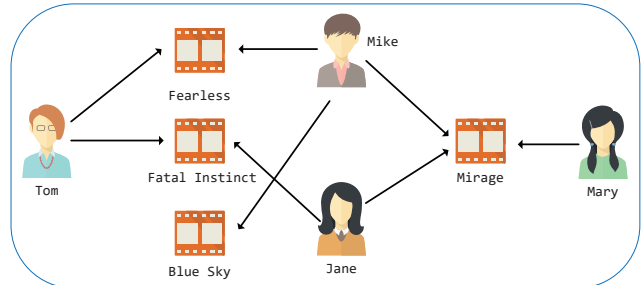 Mike
Fearless
Tom
Fatal Instinct
Mirage
Mary
Blue Sky
Jane